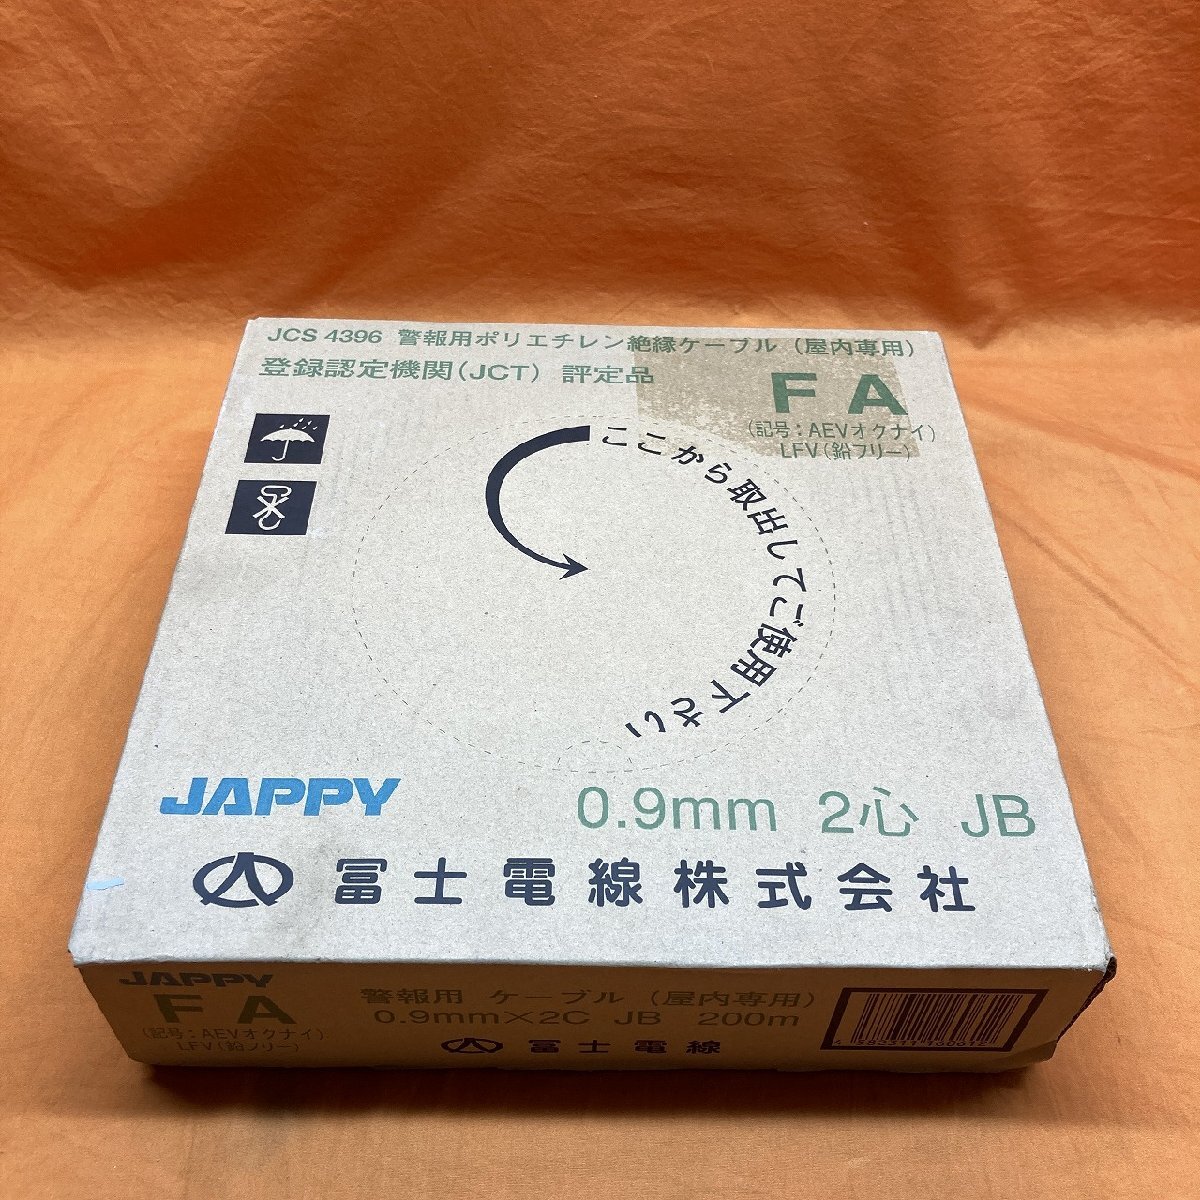 JCS 4396 警報用ポリエチレン絶縁ケーブル（屋内専用）
登録認定機関（JCT） 評定品
FA
（記号：AEVオクナイ）
LFV（鉛フリー）
ここから取出してご使用下さい
JAPPY
0.9mm 2心 JB
冨士電線株式会社
JAPPY
FA
（記号：AEVオクナイ）
LFV（鉛フリー）
警報用 ケーブル （屋内専用）
0.9mm×2C JB 200m
冨士電線